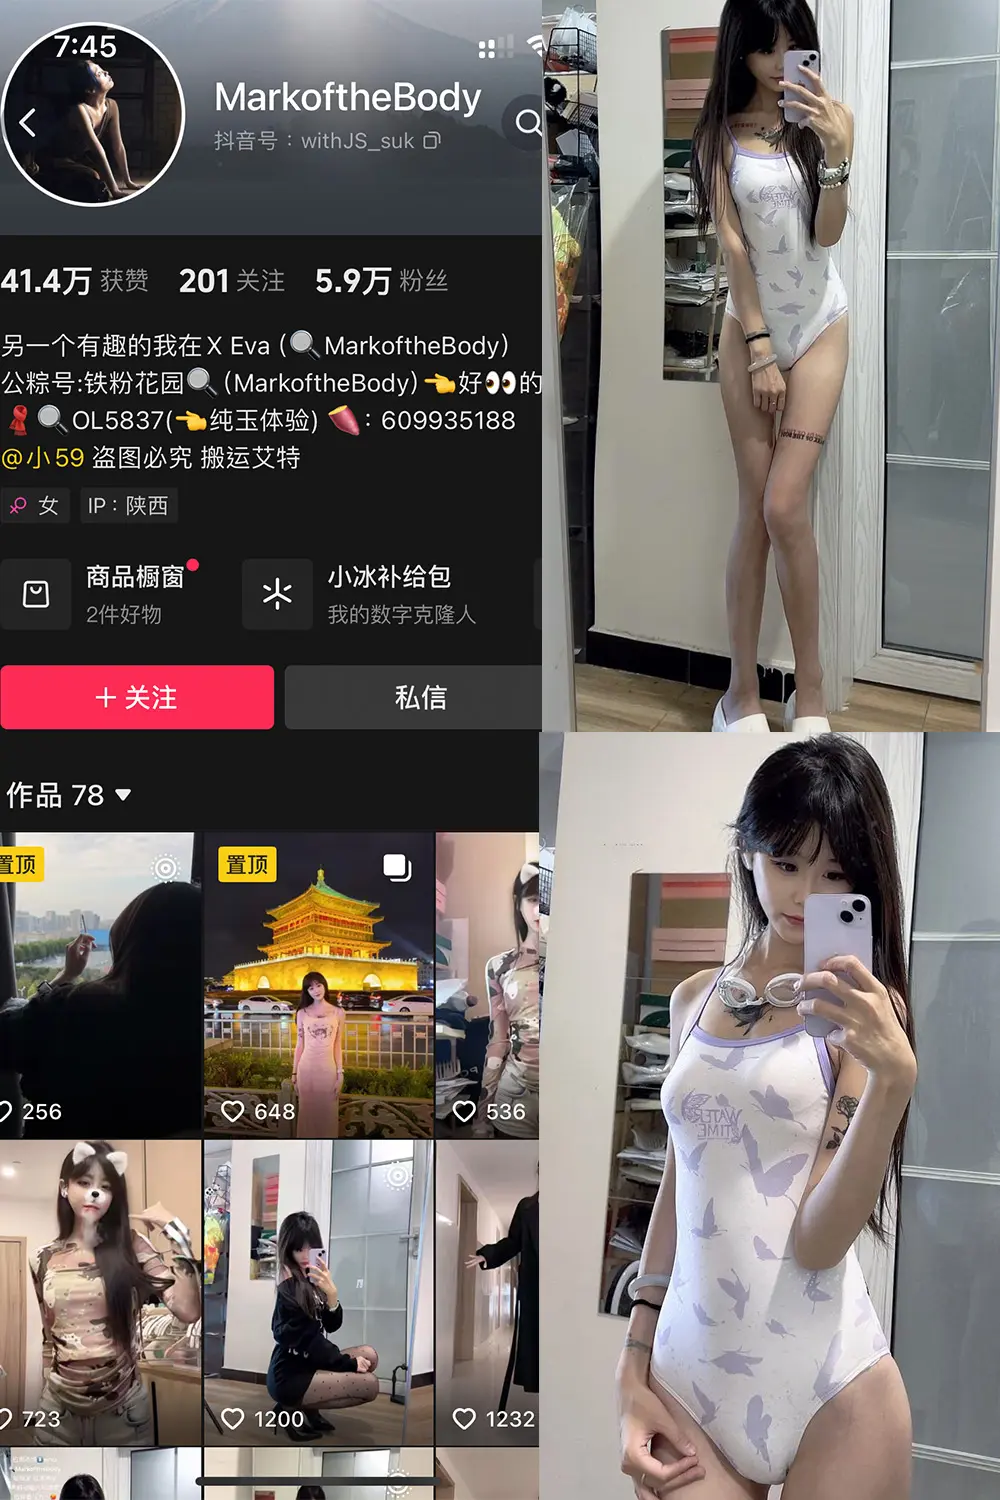 7:45
MarkoftheBody
抖音号：withJS_suk
41.4万 获赞 201 关注 5.9万 粉丝
另一个有趣的我在 X Eva (🔍MarkoftheBody)
公粽号:铁粉花园🔍 (MarkoftheBody) 👈好👀的
🧣🔍OL5837(👈纯玉体验) 🍠: 609935188
@小59 盗图必究 搬运艾特
女 IP：陕西
商品橱窗
2件好物
小冰补给包
我的数字克隆人
+ 关注
私信
作品 78
置顶
置顶
256
648
536
723
1200
1232
WATER
TIME
WATER
TIME